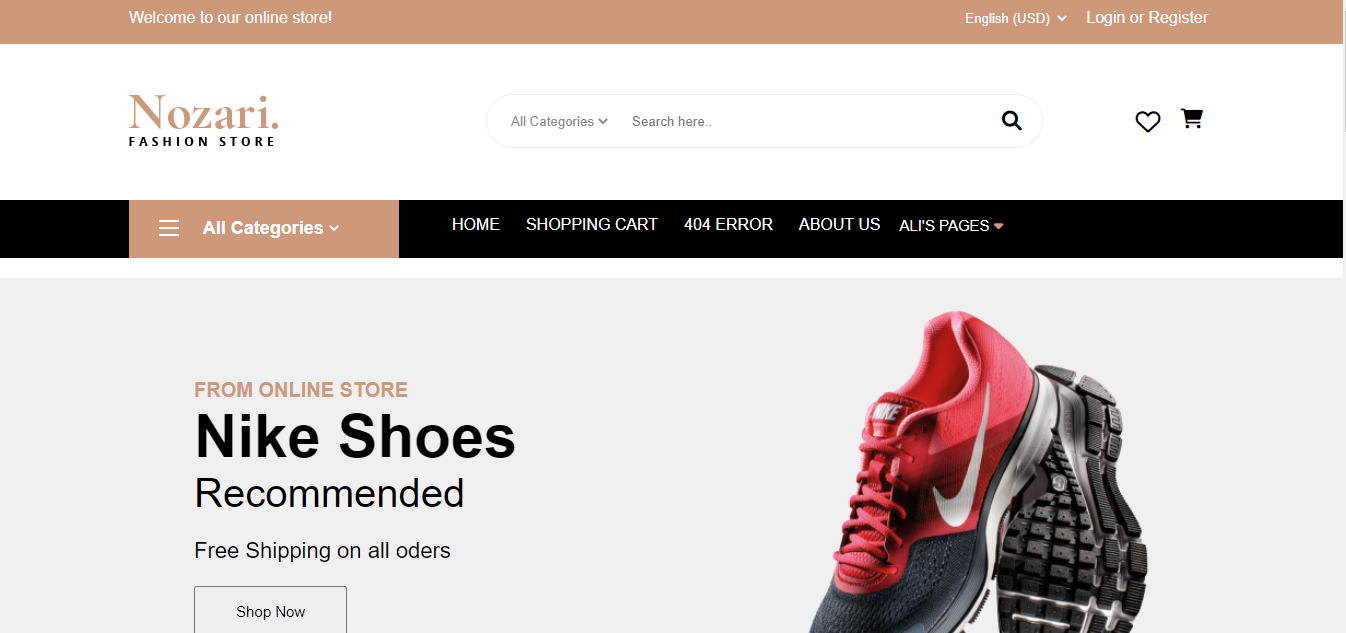 Welcome to our online store!
English (USD)
Login or Register
Nozari.
FASHION STORE
All Categories
Search here..
All Categories
HOME
SHOPPING CART
404 ERROR
ABOUT US
ALI'S PAGES
FROM ONLINE STORE
Nike Shoes
Recommended
Free Shipping on all oders
Shop Now
NIKE